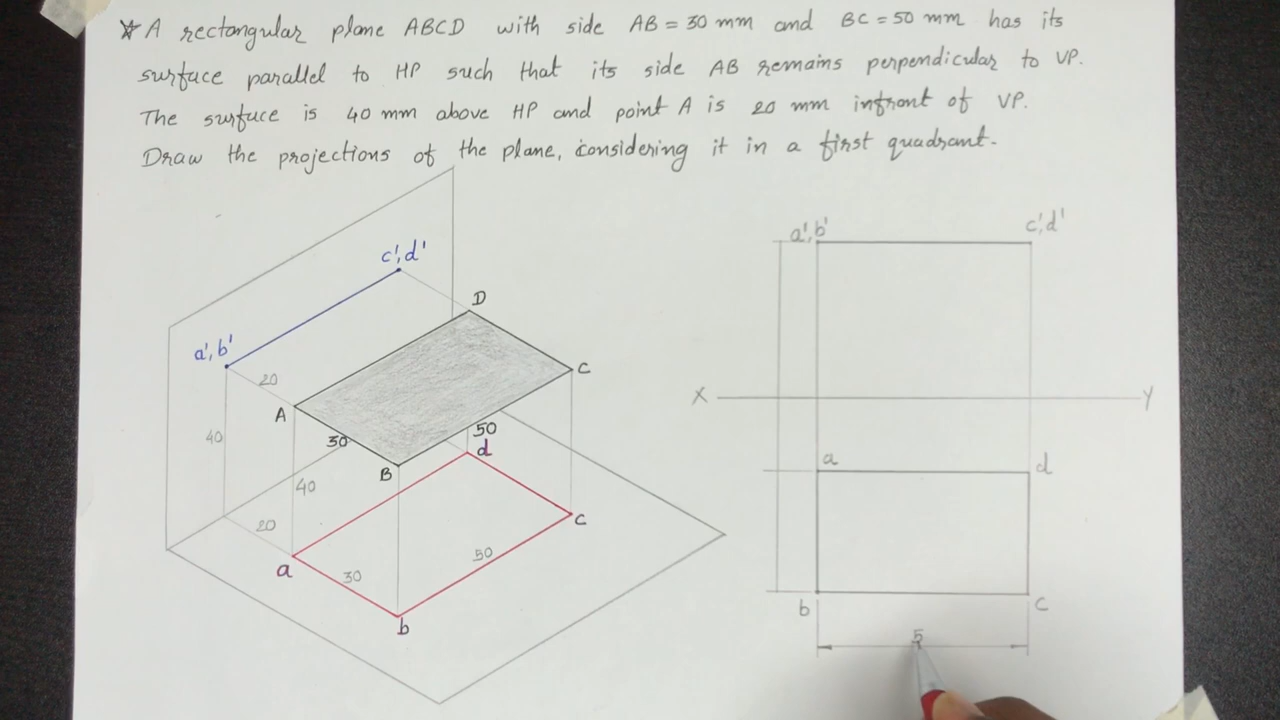 ☆ A rectangular plane ABCD with side AB = 30 mm and BC = 50 mm has its
surface parallel to HP such that its side AB remains perpendicular to VP.
The surface is 40 mm above HP and point A is 20 mm infront of VP.
Draw the projections of the plane, considering it in a first quadrant.
c',d'
D
a',b'
20
A
C
40
30
50
B
d
40
20
a
30
50
c
b
a',b'
c',d'
X
Y
a
d
b
c
5